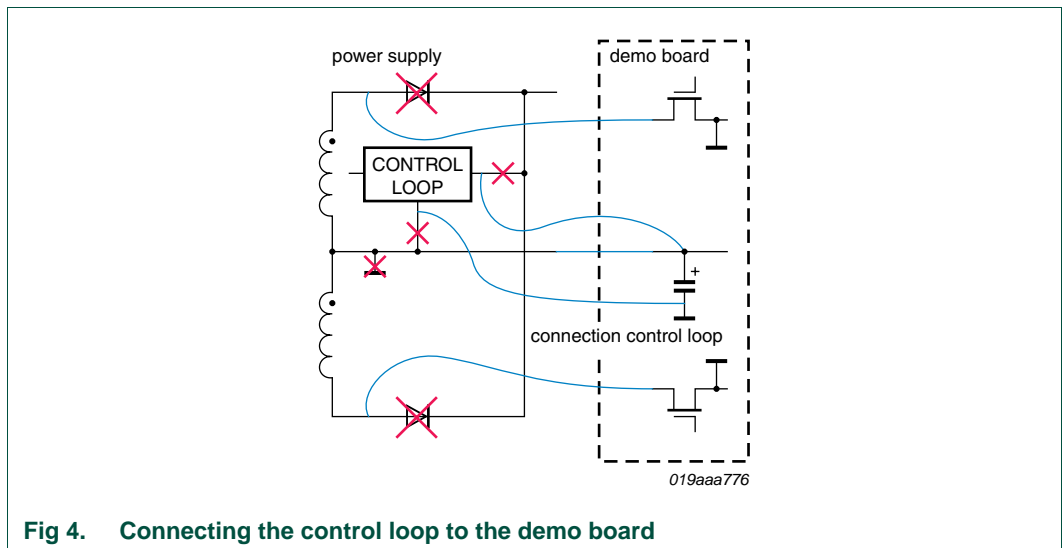 power supply
demo board
CONTROL
LOOP
+
connection control loop
019aaa776
Fig 4. Connecting the control loop to the demo board